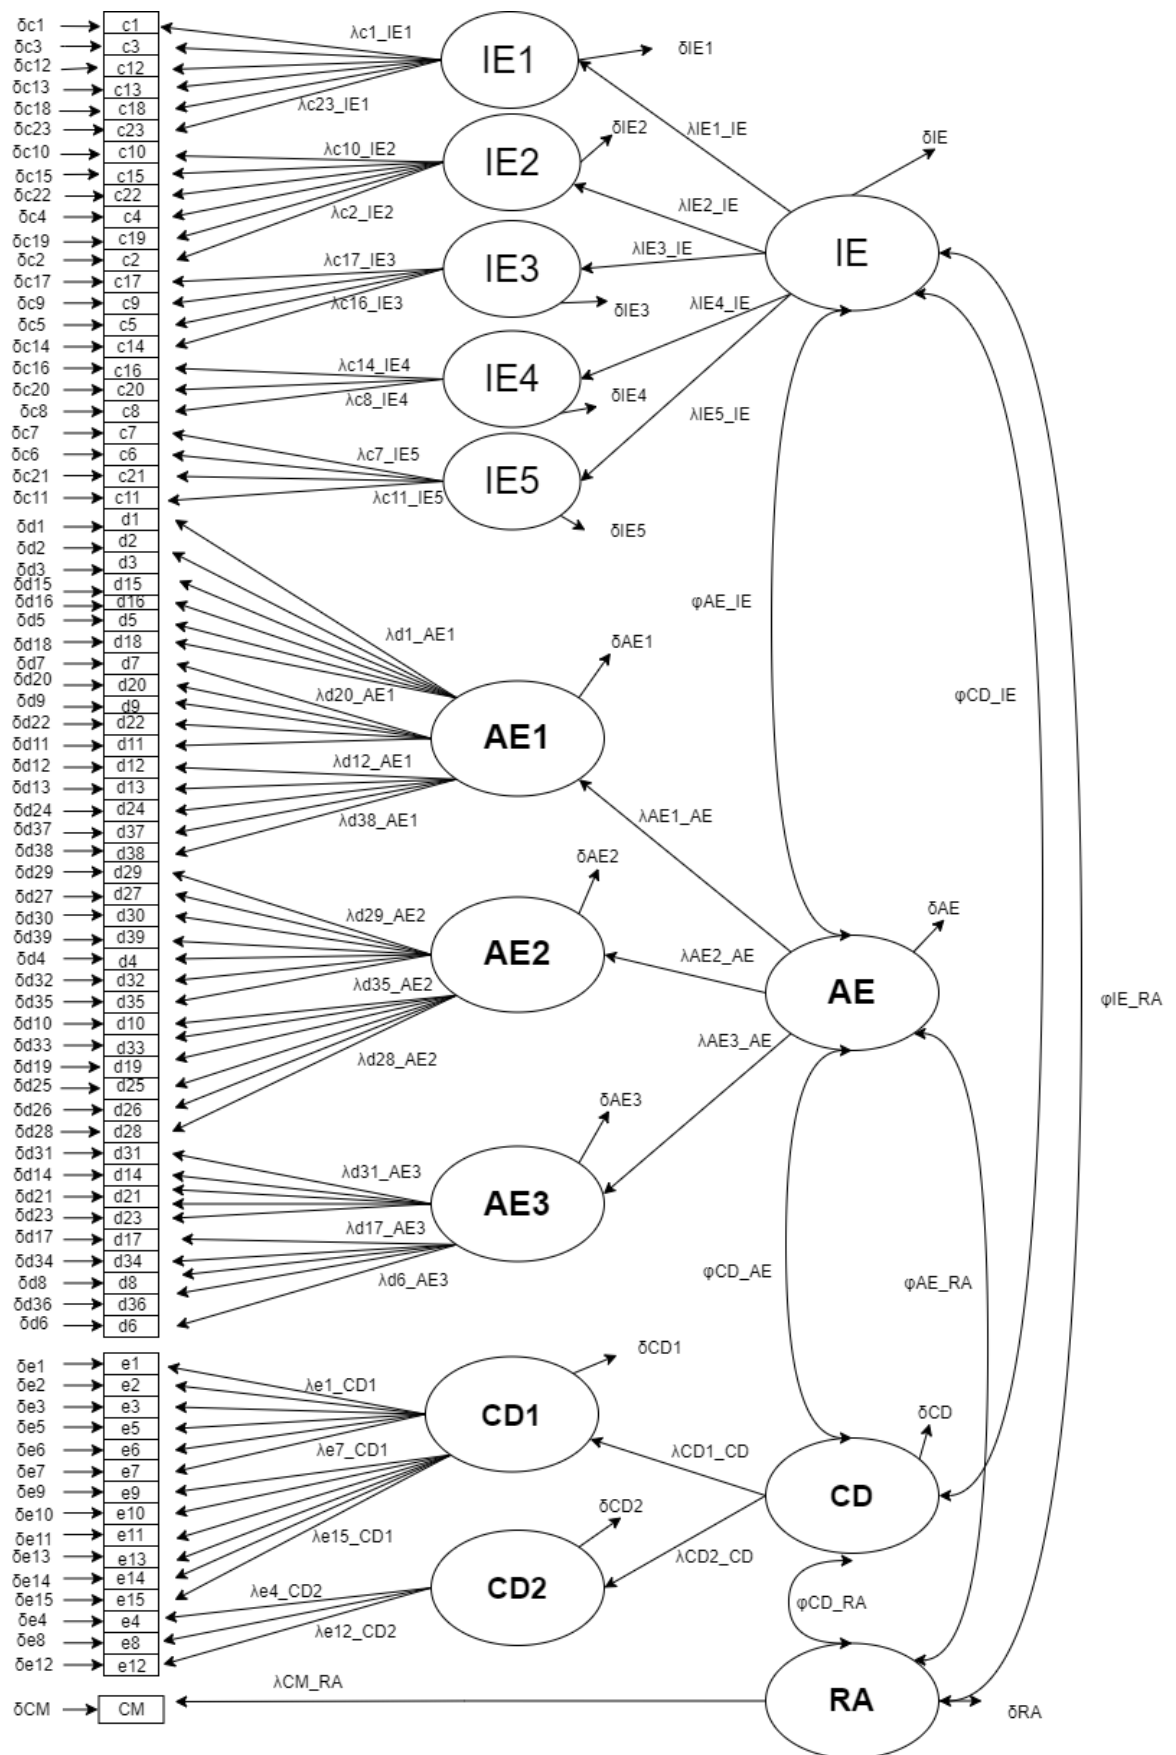 δc1 c1
δc3 c3
δc12 c12
δc13 c13
δc18 c18
δc23 c23
δc10 c10
δc15 c15
δc22 c22
δc4 c4
δc19 c19
δc2 c2
δc17 c17
δc9 c9
δc5 c5
δc14 c14
δc16 c16
δc20 c20
δc8 c8
δc7 c7
δc6 c6
δc21 c21
δc11 c11
δd1 d1
δd2 d2
δd3 d3
δd15 d15
δd16 d16
δd5 d5
δd18 d18
δd7 d7
δd20 d20
δd9 d9
δd22 d22
δd11 d11
δd12 d12
δd13 d13
δd24 d24
δd37 d37
δd38 d38
δd29 d29
δd27 d27
δd30 d30
δd39 d39
δd4 d4
δd32 d32
δd35 d35
δd10 d10
δd33 d33
δd19 d19
δd25 d25
δd26 d26
δd28 d28
δd31 d31
δd14 d14
δd21 d21
δd23 d23
δd17 d17
δd34 d34
δd8 d8
δd36 d36
δd6 d6
δe1 e1
δe2 e2
δe3 e3
δe5 e5
δe6 e6
δe7 e7
δe9 e9
δe10 e10
δe11 e11
δe13 e13
δe14 e14
δe15 e15
δe4 e4
δe8 e8
δe12 e12
δCM CM
λc1_IE1
λc23_IE1
λc10_IE2
λc2_IE2
λc17_IE3
λc16_IE3
λc14_IE4
λc8_IE4
λc7_IE5
λc11_IE5
λd1_AE1
λd20_AE1
λd12_AE1
λd38_AE1
λd29_AE2
λd35_AE2
λd28_AE2
λd31_AE3
λd17_AE3
λd6_AE3
λe1_CD1
λe7_CD1
λe15_CD1
λe4_CD2
λe12_CD2
λCM_RA
IE1
δIE1
IE2
δIE2
IE3
δIE3
IE4
δIE4
IE5
δIE5
AE1
δAE1
AE2
δAE2
AE3
δAE3
CD1
δCD1
CD2
δCD2
λIE1_IE
λIE2_IE
λIE3_IE
λIE4_IE
λIE5_IE
λAE1_AE
λAE2_AE
λAE3_AE
λCD1_CD
λCD2_CD
IE
δIE
AE
δAE
CD
δCD
RA
δRA
φAE_IE
φCD_IE
φIE_RA
φCD_AE
φAE_RA
φCD_RA